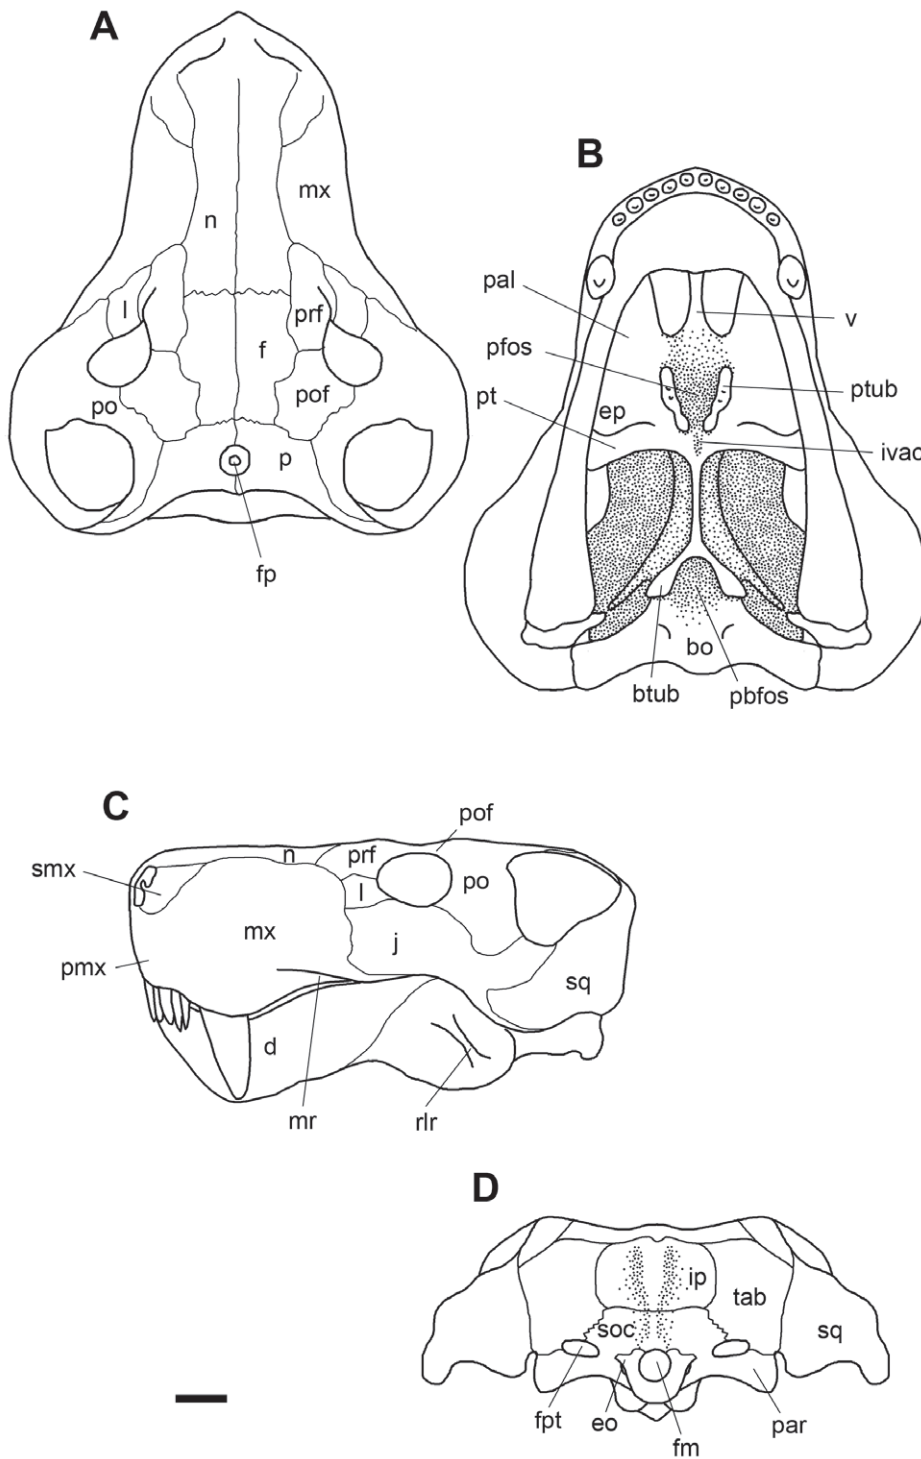 A
mx
n
l
prf
f
po
pof
p
fp
B
pal
v
pfos
ptub
pt
ep
ivac
bo
btub
pbfos
C
pof
smx
n
prf
po
l
mx
j
pmx
sq
d
mr
rlr
D
ip
tab
soc
sq
fpt
eo
par
fm